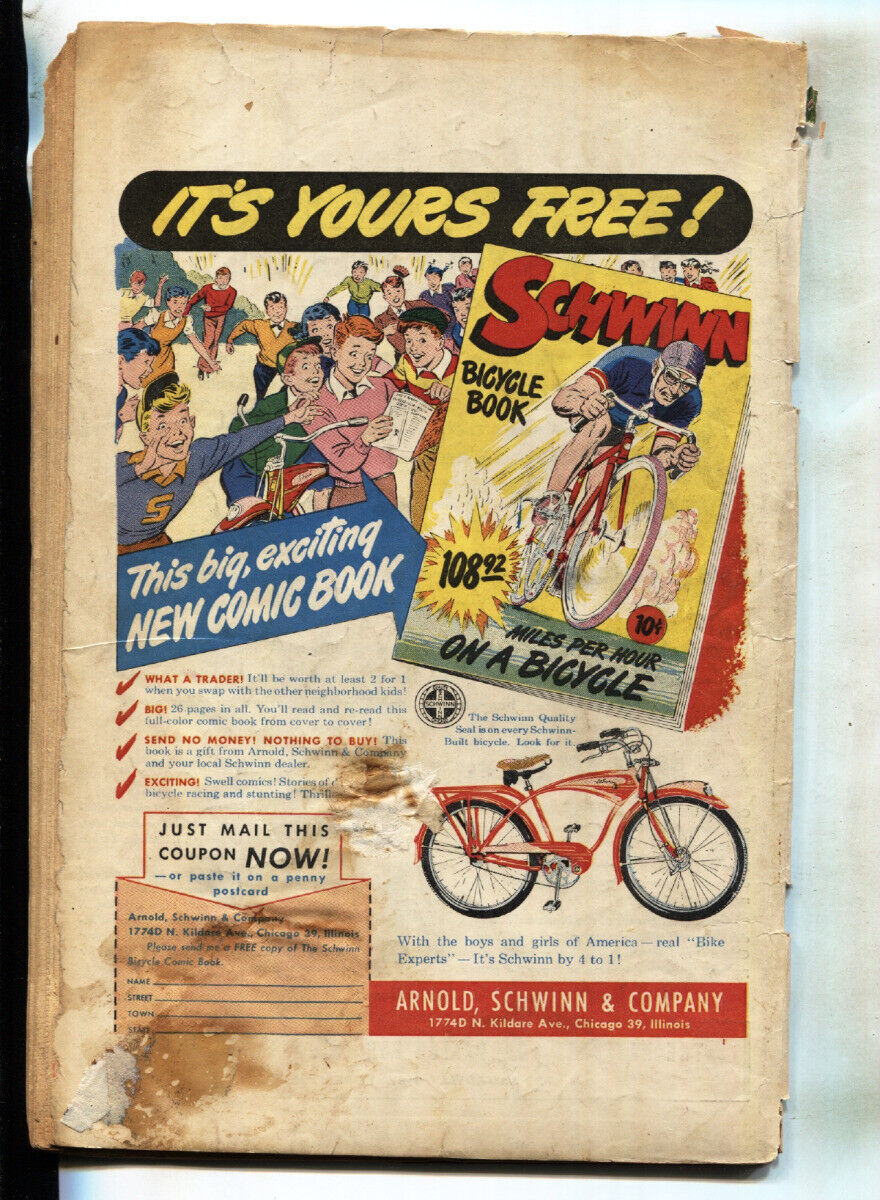 IT'S YOURS FREE!
SCHWINN
BICYCLE
BOOK
S
108 92
10¢
MILES PER HOUR
ON A BICYCLE
This big, exciting
NEW COMIC BOOK
WHAT A TRADER! It'll be worth at least 2 for 1
when you swap with the other neighborhood kids!
BIG! 26 pages in all. You'll read and re-read this
full-color comic book from cover to cover!
SEND NO MONEY! NOTHING TO BUY! This
book is a gift from Arnold, Schwinn & Company
and your local Schwinn dealer.
EXCITING! Swell comics! Stories of
bicycle racing and stunting!
SCHWINN
The Schwinn Quality
Seal is on every Schwinn-
Built bicycle. Look for it.
JUST MAIL THIS
COUPON NOW!
—or paste it on a penny
postcard
Arnold, Schwinn & Company
1774D N. Kildare Ave., Chicago 39, Illinois
Please send me a FREE copy of The Schwinn
Bicycle Comic Book.
NAME
STREET
TOWN
STATE
With the boys and girls of America — real "Bike
Experts" — It's Schwinn by 4 to 1!
ARNOLD, SCHWINN & COMPANY
1774D N. Kildare Ave., Chicago 39, Illinois